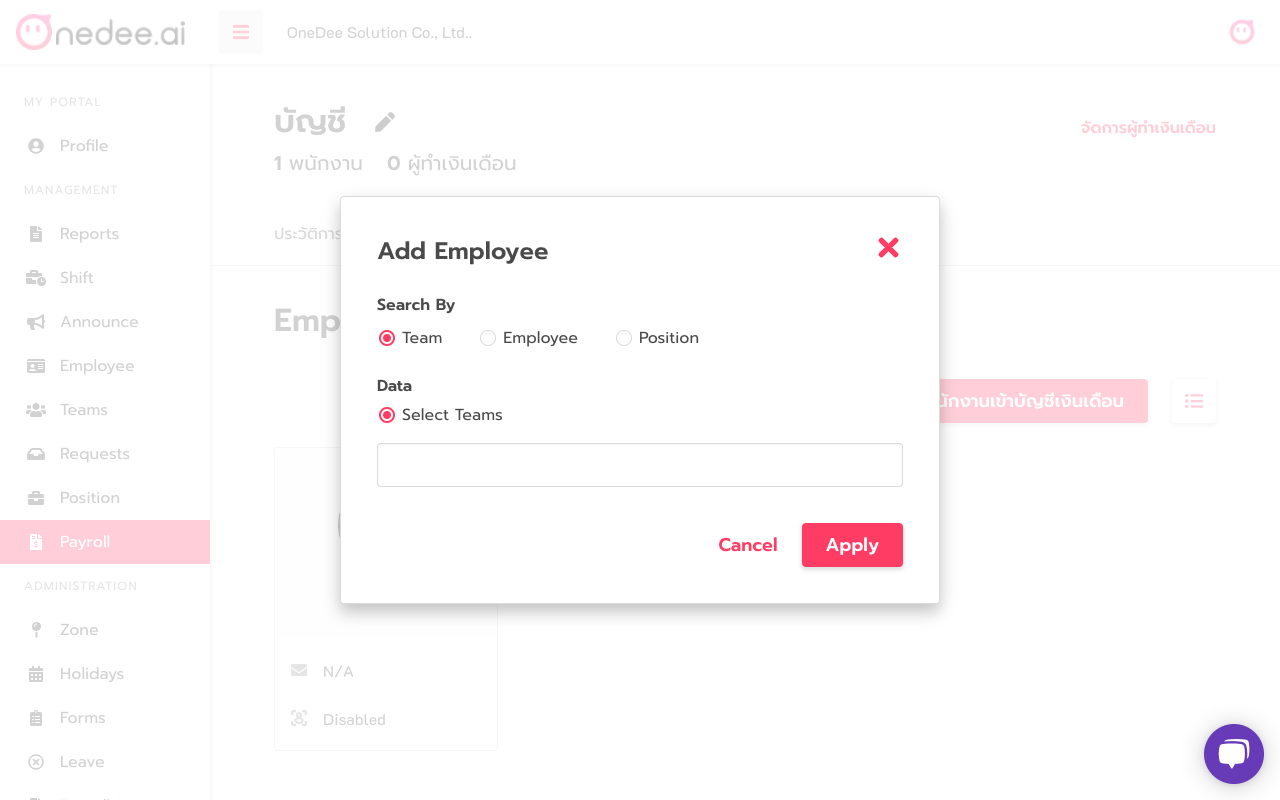 nedee.ai
OneDee Solution Co., Ltd..
MY PORTAL
Profile
MANAGEMENT
Reports
Shift
Announce
Employee
Teams
Requests
Position
Payroll
ADMINISTRATION
Zone
Holidays
Forms
Leave
บัญชี
จัดการผู้ทำเงินเดือน
1 พนักงาน 0 ผู้ทำเงินเดือน
ประวัติการ
Emp
Add Employee
Search By
Team Employee Position
Data
Select Teams
Cancel Apply
นักงานเข้าบัญชีเงินเดือน
N/A
Disabled